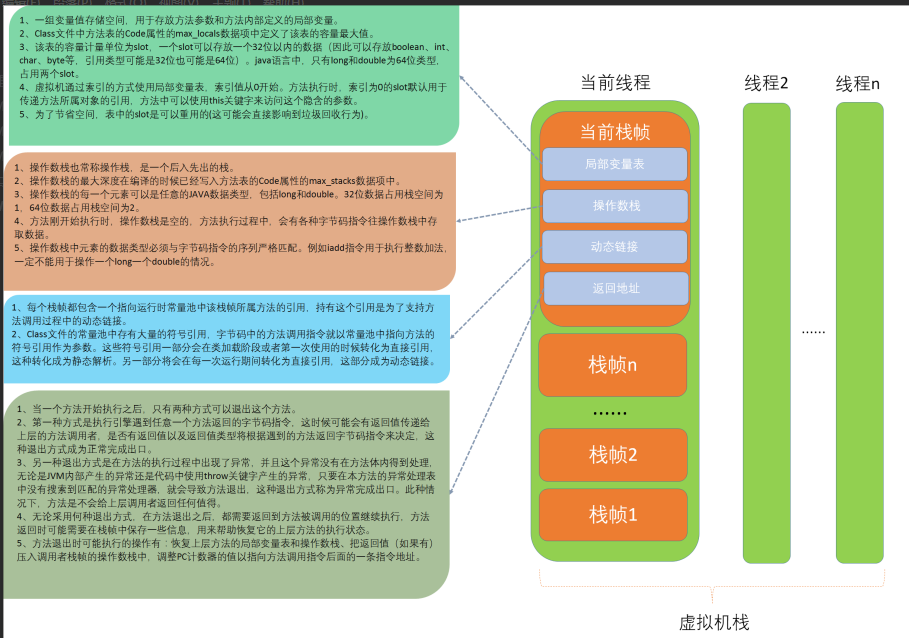 1、一组变量值存储空间，用于存放方法参数和方法内部定义的局部变量。
2、Class文件中方法表的Code属性的max_locals数据项中定义了该表的容量最大值。
3、该表的容量计量单位为slot，一个slot可以存放一个32位以内的数据（因此可以存放boolean、int、
char、byte等，引用类型可能是32位也可能是64位）。java语言中，只有long和double为64位类型，
占用两个slot。
4、虚拟机通过索引的方式使用局部变量表，索引值从0开始。方法执行时，索引为0的slot默认用于
传递方法所属对象的引用，方法中可以使用this关键字来访问这个隐含的参数。
5、为了节省空间，表中的slot是可以重用的(这可能会直接影响到垃圾回收行为)。
1、操作数栈也常称操作栈，是一个后入先出的栈。
2、操作数栈的最大深度在编译的时候已经写入方法表的Code属性的max_stacks数据项中。
3、操作数栈的每一个元素可以是任意的JAVA数据类型，包括long和double。32位数据占用栈空间为
1，64位数据占用栈空间为2。
4、方法刚开始执行时，操作数栈是空的，方法执行过程中，会有各种字节码指令往操作数栈中存
取数据。
5、操作数栈中元素的数据类型必须与字节码指令的序列严格匹配。例如iadd指令用于执行整数加法，
一定不能用于操作一个long一个double的情况。
1、每个栈帧都包含一个指向运行时常量池中该栈帧所属方法的引用，持有这个引用是为了支持方
法调用过程中的动态链接。
2、Class文件的常量池中存有大量的符号引用，字节码中的方法调用指令就以常量池中指向方法的
符号引用作为参数。这些符号引用一部分会在类加载阶段或者第一次使用的时候转化为直接引用，
这种转化成为静态解析。另一部分将会在每一次运行期间转化为直接引用，这部分成为动态链接。
1、当一个方法开始执行之后，只有两种方式可以退出这个方法。
2、第一种方式是执行引擎遇到任意一个方法返回的字节码指令，这时候可能会有返回值传递给
上层的方法调用者，是否有返回值以及返回值类型将根据遇到的方法返回字节码指令来决定，这
种退出方式成为正常完成出口。
3、另一种退出方式是在方法的执行过程中出现了异常，并且这个异常没有在方法体内得到处理，
无论是JVM内部产生的异常还是代码中使用throw关键字产生的异常，只要在本方法的异常处理表
中没有搜索到匹配的异常处理器，就会导致方法退出，这种退出方式称为异常完成出口。此种情
况下，方法是不会给上层调用者返回任何值得。
4、无论采用何种退出方式，在方法退出之后，都需要返回到方法被调用的位置继续执行，方法
返回时可能需要在栈帧中保存一些信息，用来帮助恢复它的上层方法的执行状态。
5、方法退出时可能执行的操作有：恢复上层方法的局部变量表和操作数栈、把返回值（如果有）
压入调用者栈帧的操作数栈中，调整PC计数器的值以指向方法调用指令后面的一条指令地址。
当前线程
线程2
线程n
当前栈帧
局部变量表
操作数栈
动态链接
返回地址
......
栈帧n
......
栈帧2
栈帧1
虚拟机栈